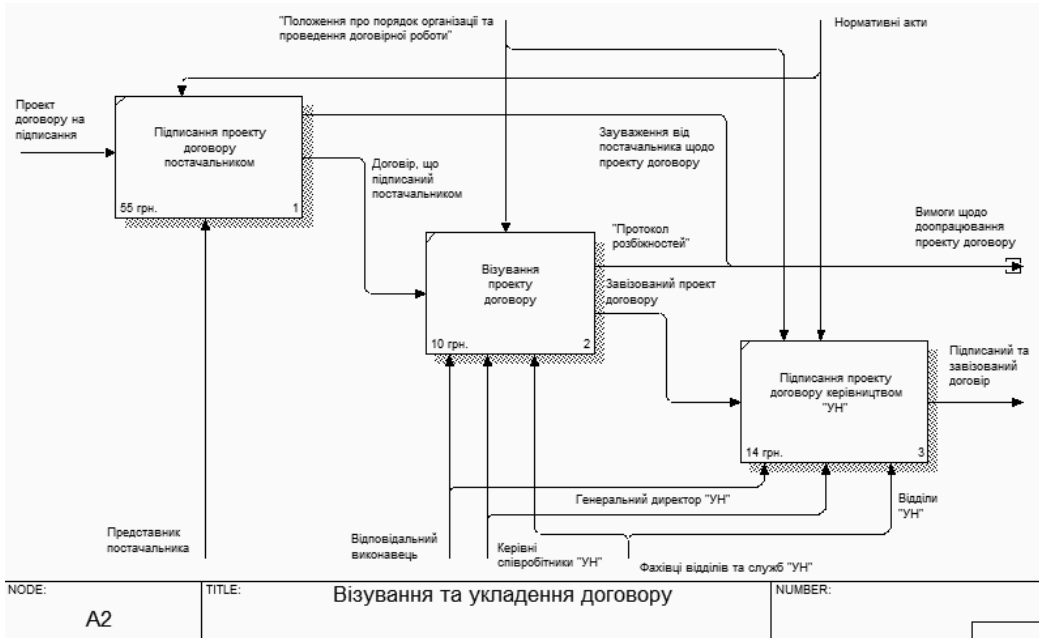 "Положення про порядок організації та
проведення договірної роботи"
Нормативні акти
Проект
договору на
підписання
Підписання проекту
договору
постачальником
55 грн.
1
Договір, що
підписаний
постачальником
Зауваження від
постачальника щодо
проекту договору
Вимоги щодо
доопрацювання
проекту договору
"Протокол
розбіжностей"
Візування
проекту
договору
10 грн.
2
Завізований проект
договору
Підписання проекту
договору керівництвом
"УН"
14 грн.
3
Підписаний та
завізований
договір
Генеральний директор "УН"
Відділи
"УН"
Представник
постачальника
Відповідальний
виконавець
Керівні
співробітники "УН"
Фахівці відділів та служб "УН"
NODE:
A2
TITLE:
Візування та укладення договору
NUMBER: